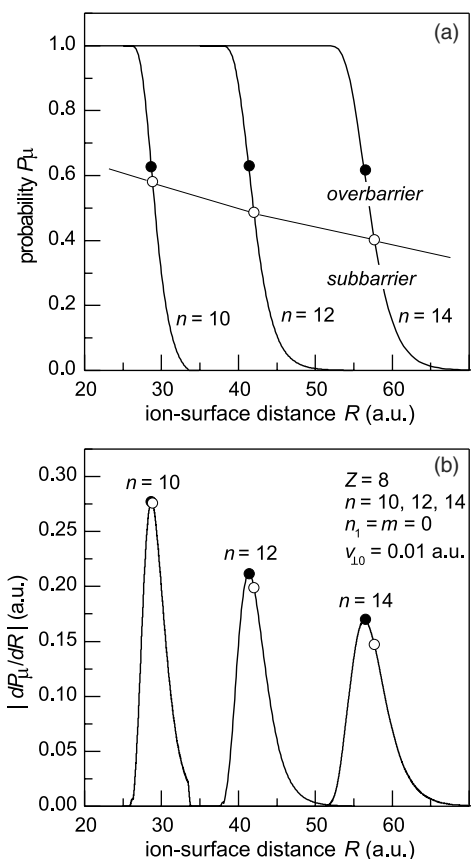 (a)
1.0
0.8
0.6
0.4
0.2
0.0
probability Pμ
overbarrier
subbarrier
n = 10
n = 12
n = 14
20 30 40 50 60
ion-surface distance R (a.u.)
(b)
0.30
0.25
0.20
0.15
0.10
0.05
0.00
| dPμ/dR | (a.u.)
n = 10
n = 12
n = 14
Z = 8
n = 10, 12, 14
n₁ = m = 0
v⊥0 = 0.01 a.u.
20 30 40 50 60
ion-surface distance R (a.u.)